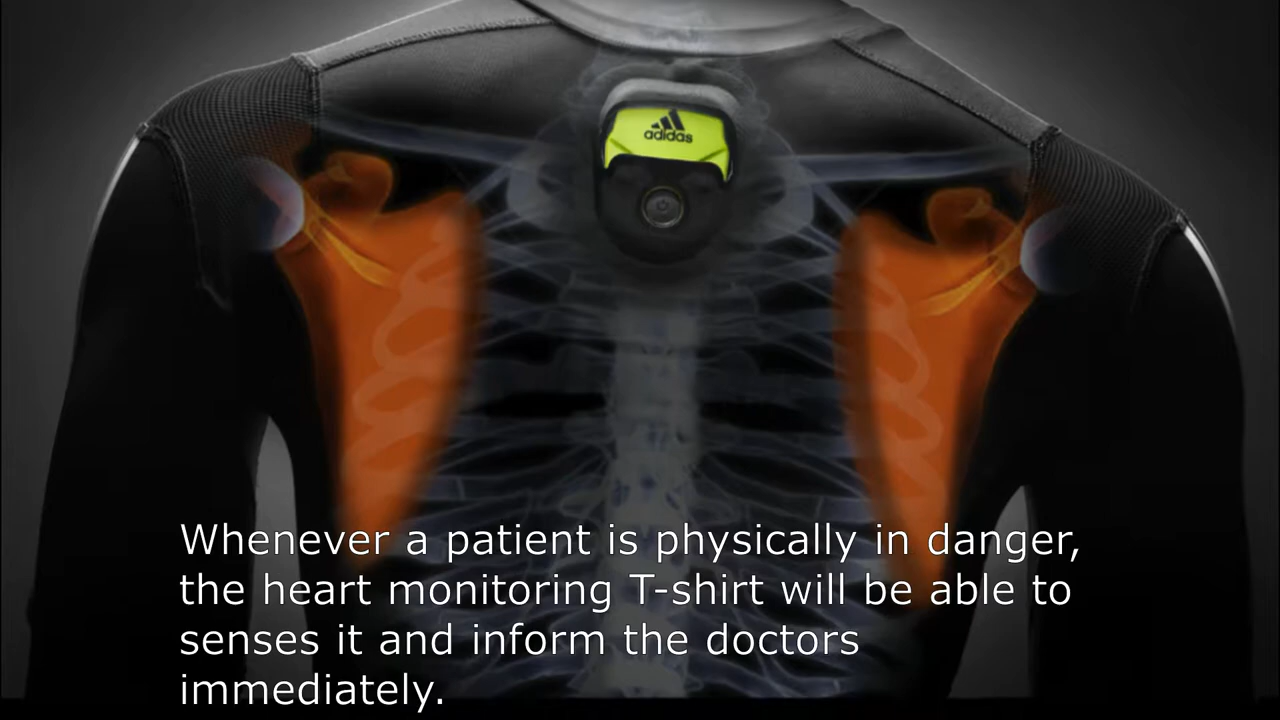 adidas
Whenever a patient is physically in danger,
the heart monitoring T-shirt will be able to
senses it and inform the doctors
immediately.